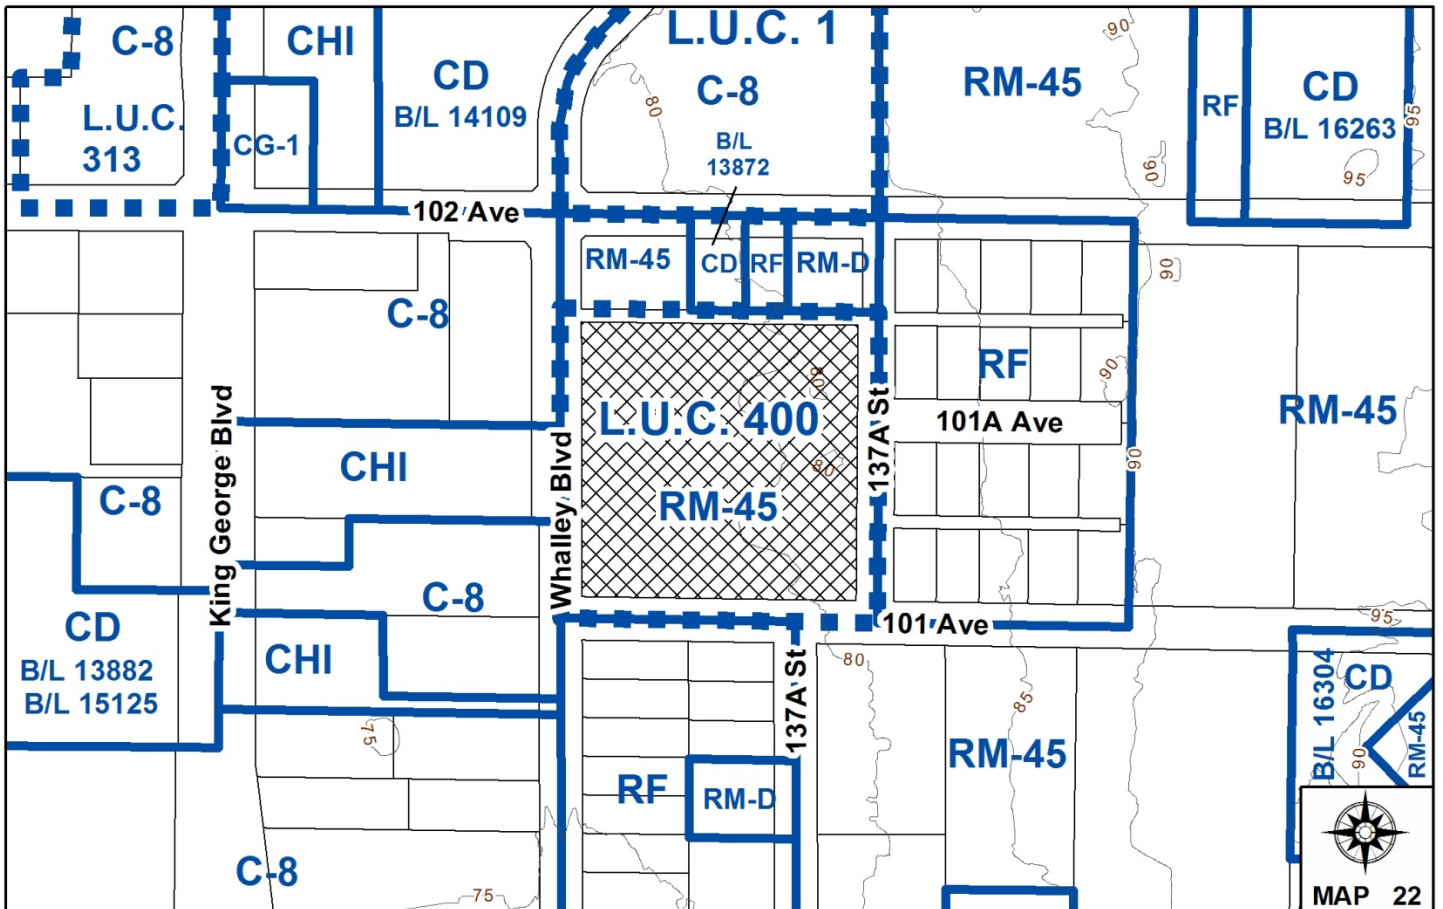 C-8
L.U.C.
313
CHI
CG-1
CD
B/L 14109
L.U.C. 1
C-8
B/L
13872
90
80
RM-45
90
RF
CD
B/L 16263
95
95
102 Ave
RM-45
CD
RF
RM-D
90
C-8
RF
90
80
King George Blvd
L.U.C. 400
137A St
101A Ave
RM-45
CHI
Whalley Blvd
80
90
C-8
RM-45
C-8
101 Ave
95
CD
B/L 13882
B/L 15125
CHI
137A St
80
85
B/L 16304
CD
RM-45
90
75
RM-45
RF
RM-D
C-8
75
MAP 22